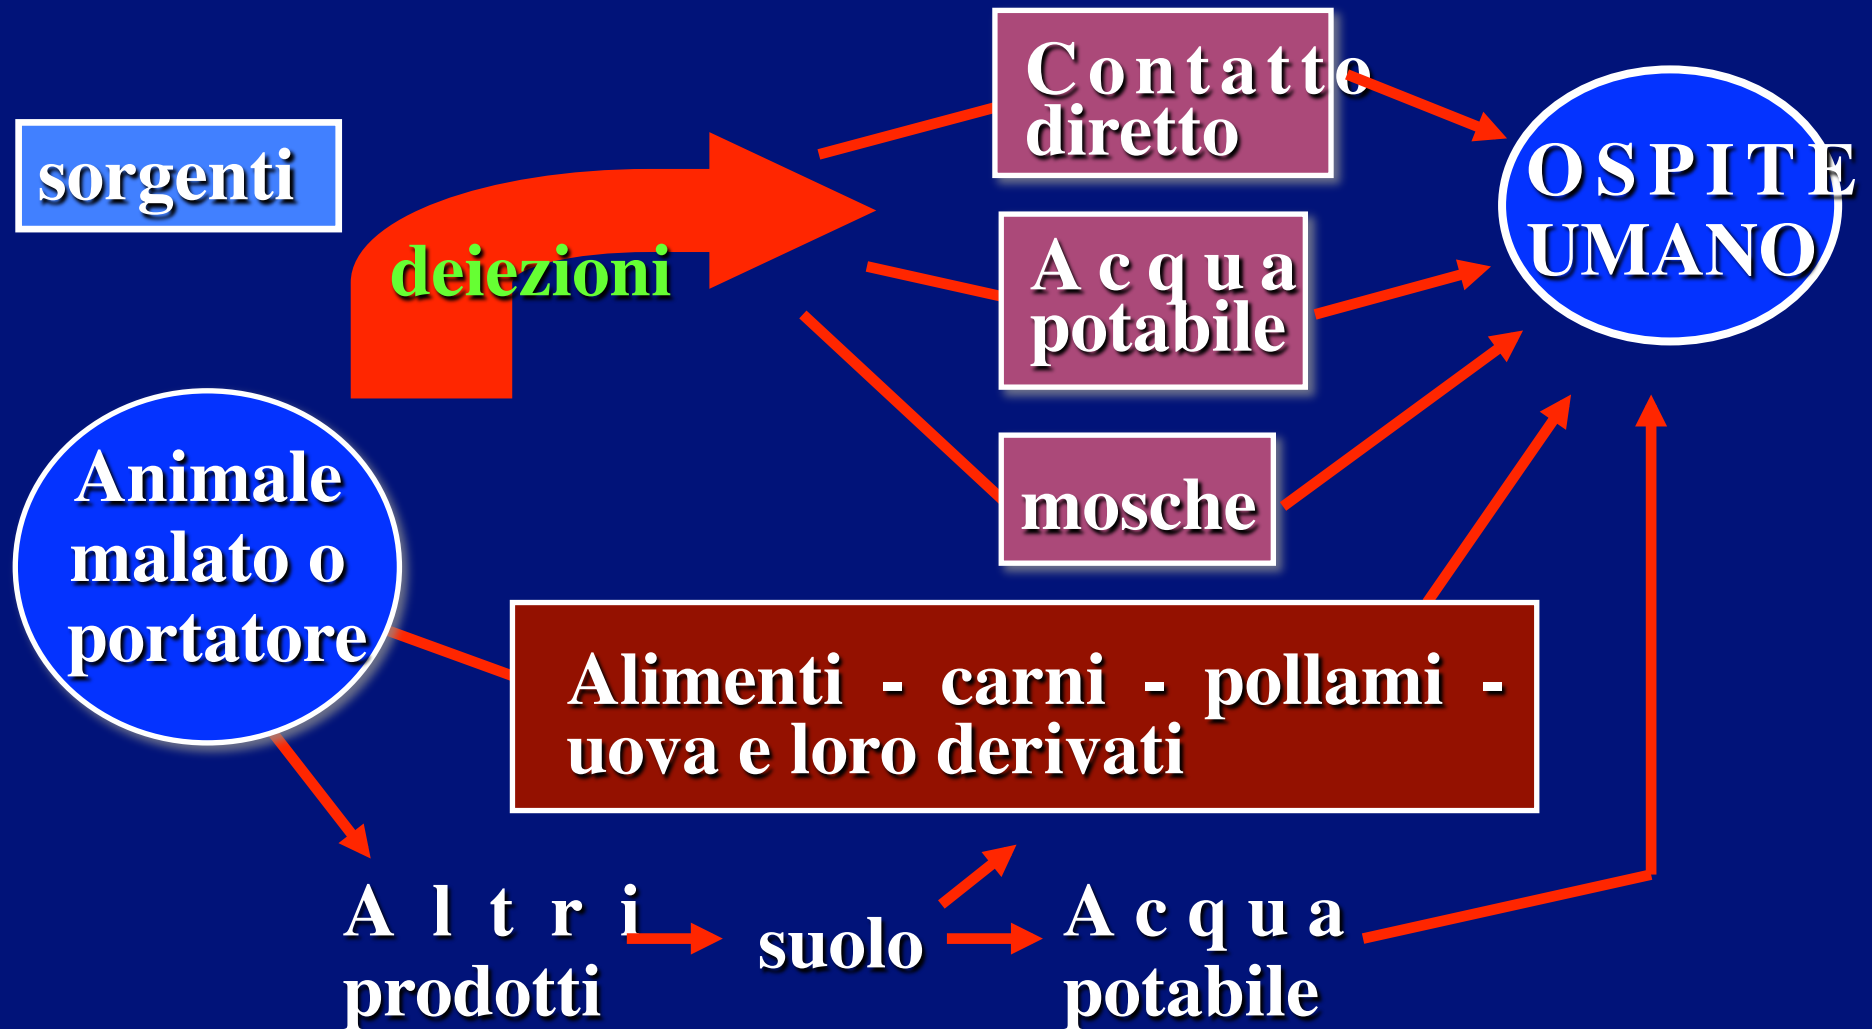 sorgenti
deiezioni
Contatto
diretto
Acqua
potabile
mosche
OSPITE
UMANO
Animale
malato o
portatore
Alimenti - carni - pollami -
uova e loro derivati
Altri
prodotti
suolo
Acqua
potabile